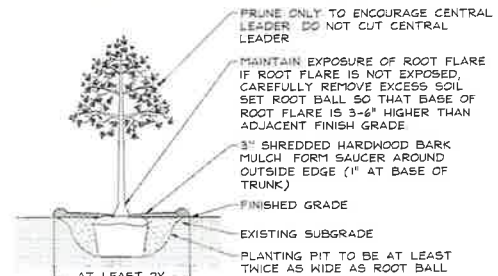 PRUNE ONLY TO ENCOURAGE CENTRAL
LEADER DO NOT CUT CENTRAL
LEADER
MAINTAIN EXPOSURE OF ROOT FLARE
IF ROOT FLARE IS NOT EXPOSED,
CAREFULLY REMOVE EXCESS SOIL
SET ROOT BALL SO THAT BASE OF
ROOT FLARE IS 3-6" HIGHER THAN
ADJACENT FINISH GRADE
3" SHREDDED HARDWOOD BARK
MULCH FORM SAUCER AROUND
OUTSIDE EDGE (1" AT BASE OF
TRUNK)
FINISHED GRADE
EXISTING SUBGRADE
PLANTING PIT TO BE AT LEAST
TWICE AS WIDE AS ROOT BALL
AT LEAST 2X